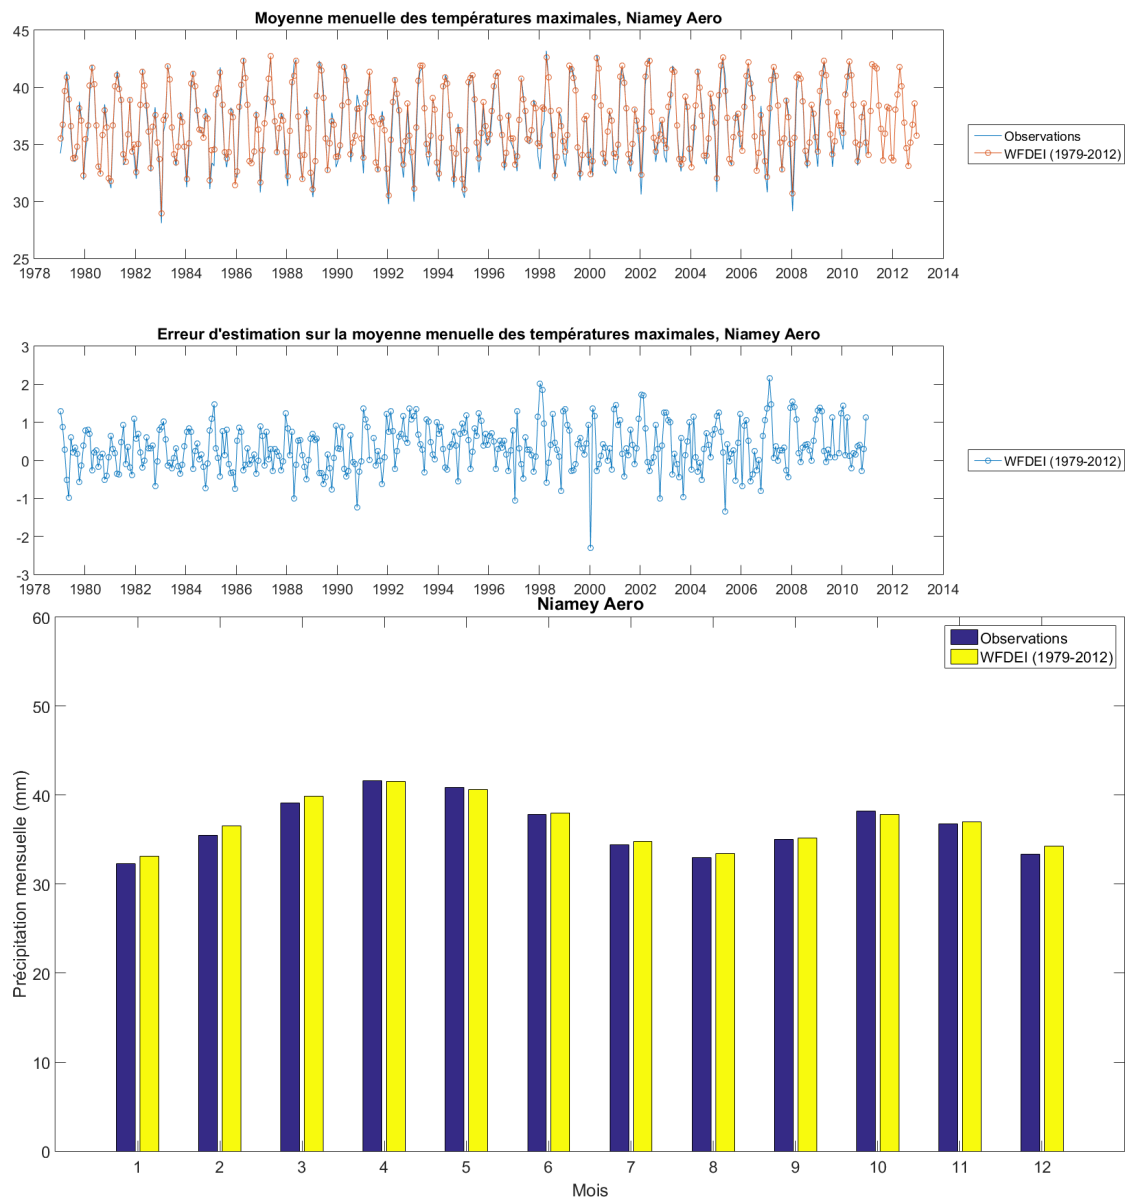 Moyenne menuelle des températures maximales, Niamey Aero
45
40
35
30
25
1978 1980 1982 1984 1986 1988 1990 1992 1994 1996 1998 2000 2002 2004 2006 2008 2010 2012 2014
Observations
WFDEI (1979-2012)
Erreur d'estimation sur la moyenne menuelle des températures maximales, Niamey Aero
3
2
1
0
-1
-2
-3
1978 1980 1982 1984 1986 1988 1990 1992 1994 1996 1998 2000 2002 2004 2006 2008 2010 2012 2014
WFDEI (1979-2012)
Niamey Aero
60
50
40
30
20
10
0
Précipitation mensuelle (mm)
Observations
WFDEI (1979-2012)
1 2 3 4 5 6 7 8 9 10 11 12
Mois